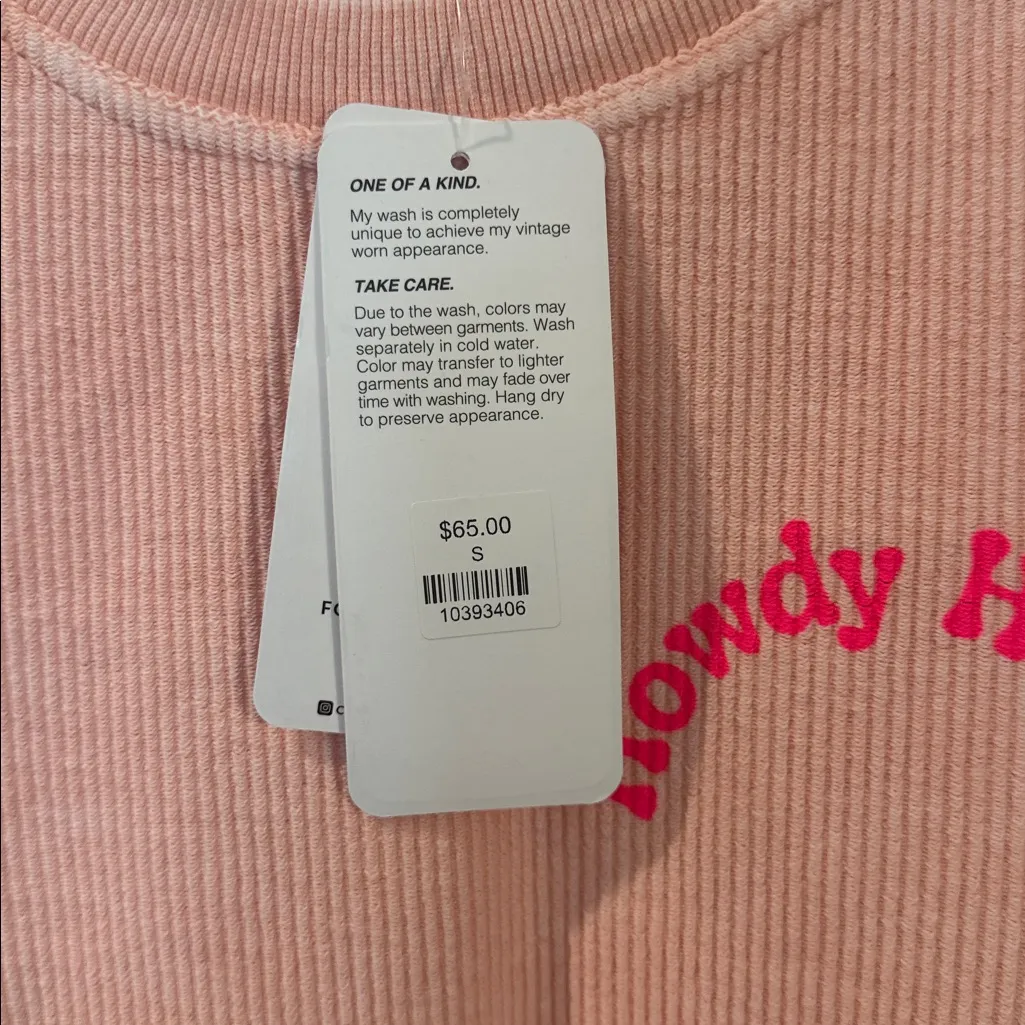 ONE OF A KIND.
My wash is completely
unique to achieve my vintage
worn appearance.
TAKE CARE.
Due to the wash, colors may
vary between garments. Wash
separately in cold water.
Color may transfer to lighter
garments and may fade over
time with washing. Hang dry
to preserve appearance.
$65.00
S
10393406
Howdy H